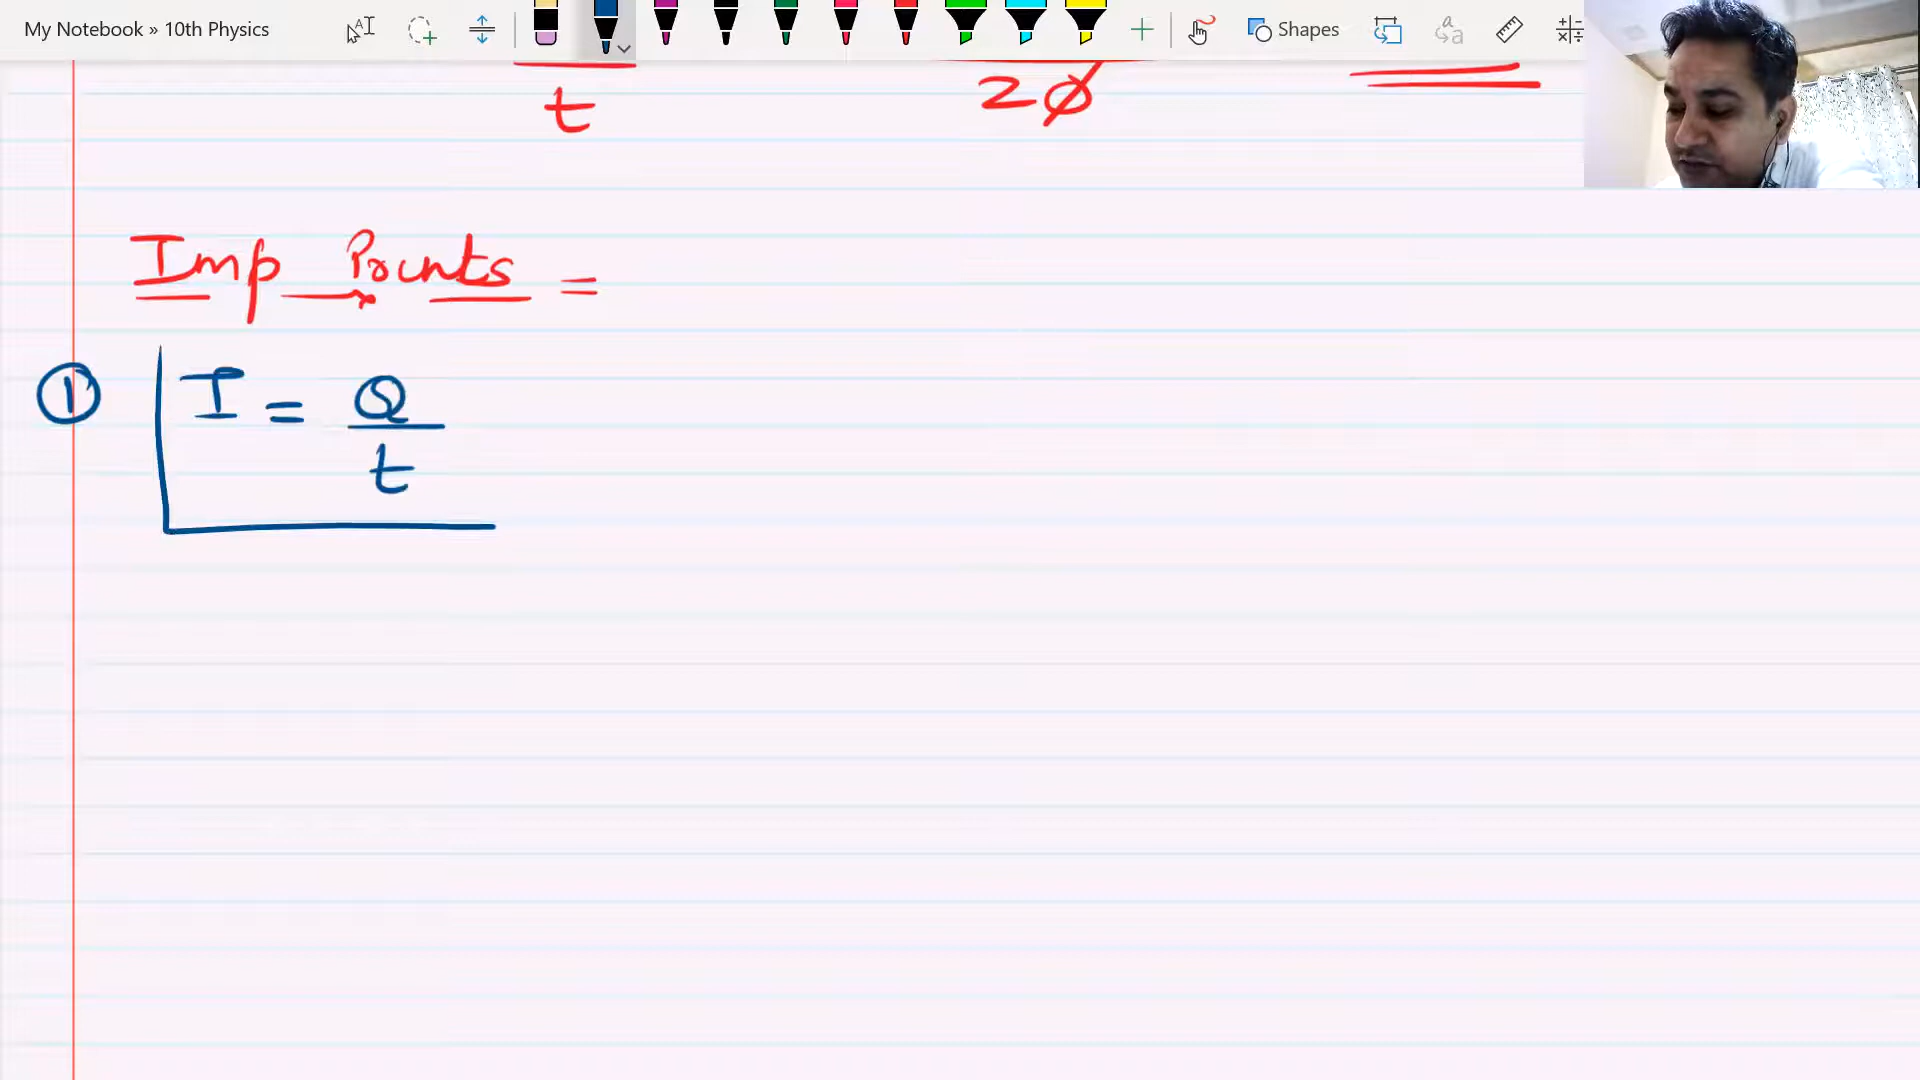 My Notebook » 10th Physics
Shapes
t
20
Imp Points =
① I = Q
t